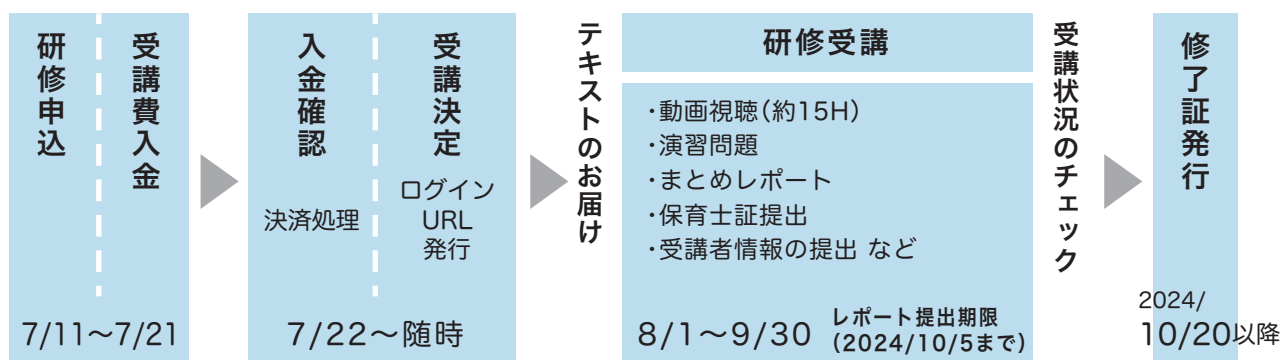 研修申込
受講費入金
7/11～7/21
入金確認
決済処理
受講決定
ログイン
URL
発行
7/22～随時
テキストのお届け
研修受講
・動画視聴（約15H）
・演習問題
・まとめレポート
・保育士証提出
・受講者情報の提出 など
8/1～9/30
レポート提出期限
（2024/10/5まで）
受講状況のチェック
修了証発行
2024/
10/20以降